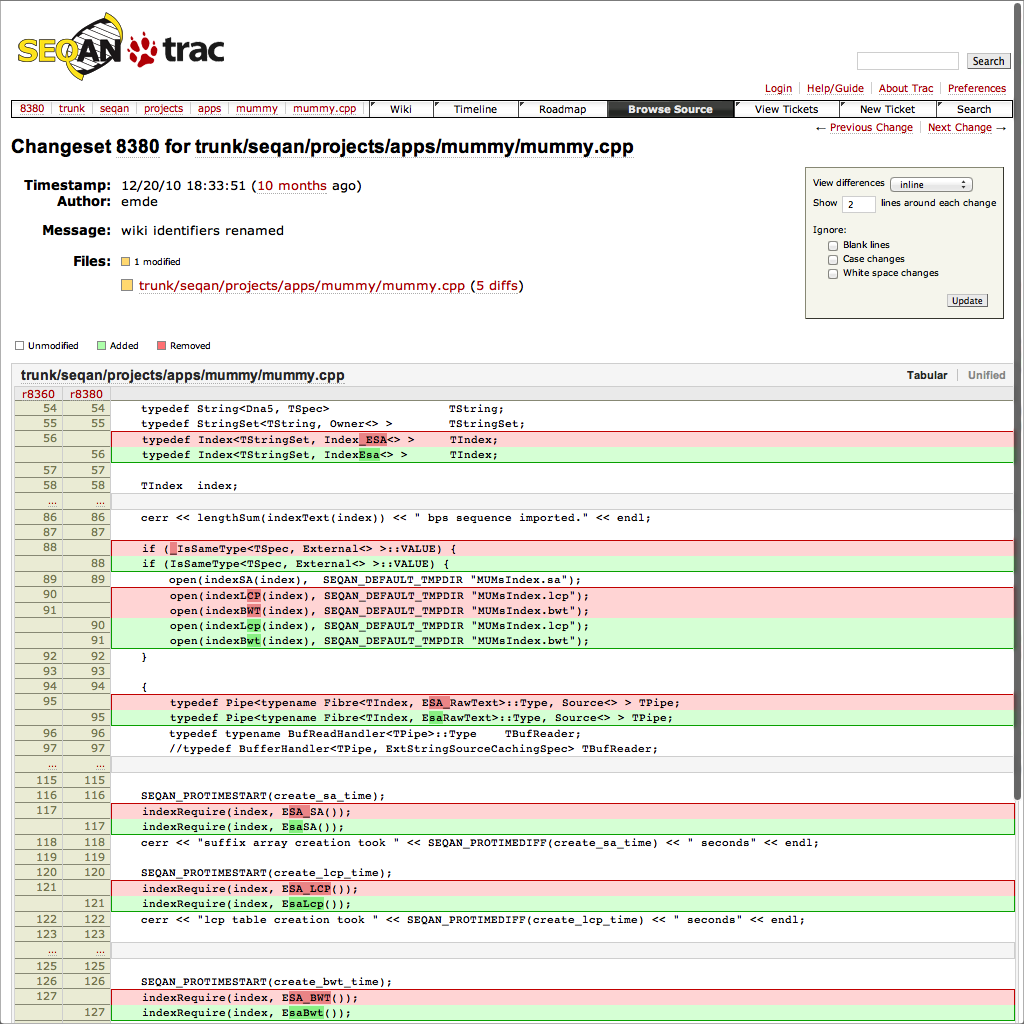 SEQAN trac
Search
Login Help/Guide About Trac Preferences
8380 trunk seqan projects apps mummy mummy.cpp Wiki Timeline Roadmap Browse Source View Tickets New Ticket Search
← Previous Change Next Change →
Changeset 8380 for trunk/seqan/projects/apps/mummy/mummy.cpp
Timestamp: 12/20/10 18:33:51 (10 months ago)
Author: emde
Message: wiki identifiers renamed
Files: 1 modified
trunk/seqan/projects/apps/mummy/mummy.cpp (5 diffs)
View differences inline
Show 2 lines around each change
Ignore:
Blank lines
Case changes
White space changes
Update
Unmodified Added Removed
trunk/seqan/projects/apps/mummy/mummy.cpp Tabular Unified
r8360 r8380
54 54 typedef String<Dna5, TSpec> TString;
55 55 typedef StringSet<TString, Owner<> > TStringSet;
56 typedef Index<TStringSet, Index_ESA<> > TIndex;
56 typedef Index<TStringSet, IndexEsa<> > TIndex;
57 57
58 58 TIndex index;
… …
86 86 cerr << lengthSum(indexText(index)) << " bps sequence imported." << endl;
87 87
88 if (_IsSameType<TSpec, External<> >::VALUE) {
88 if (IsSameType<TSpec, External<> >::VALUE) {
89 89 open(indexSA(index), SEQAN_DEFAULT_TMPDIR "MUMsIndex.sa");
90 open(indexLCP(index), SEQAN_DEFAULT_TMPDIR "MUMsIndex.lcp");
91 open(indexBWT(index), SEQAN_DEFAULT_TMPDIR "MUMsIndex.bwt");
90 open(indexLcp(index), SEQAN_DEFAULT_TMPDIR "MUMsIndex.lcp");
91 open(indexBwt(index), SEQAN_DEFAULT_TMPDIR "MUMsIndex.bwt");
92 92 }
93 93
94 94 {
95 typedef Pipe<typename Fibre<TIndex, ESA_RawText>::Type, Source<> > TPipe;
95 typedef Pipe<typename Fibre<TIndex, EsaRawText>::Type, Source<> > TPipe;
96 96 typedef typename BufReadHandler<TPipe>::Type TBufReader;
97 97 //typedef BufferHandler<TPipe, ExtStringSourceCachingSpec> TBufReader;
… …
115 115
116 116 SEQAN_PROTIMESTART(create_sa_time);
117 indexRequire(index, ESA_SA());
117 indexRequire(index, EsaSA());
118 118 cerr << "suffix array creation took " << SEQAN_PROTIMEDIFF(create_sa_time) << " seconds" << endl;
119 119
120 120 SEQAN_PROTIMESTART(create_lcp_time);
121 indexRequire(index, ESA_LCP());
121 indexRequire(index, EsaLcp());
122 122 cerr << "lcp table creation took " << SEQAN_PROTIMEDIFF(create_lcp_time) << " seconds" << endl;
123 123
… …
125 125
126 126 SEQAN_PROTIMESTART(create_bwt_time);
127 indexRequire(index, ESA_BWT());
127 indexRequire(index, EsaBwt());